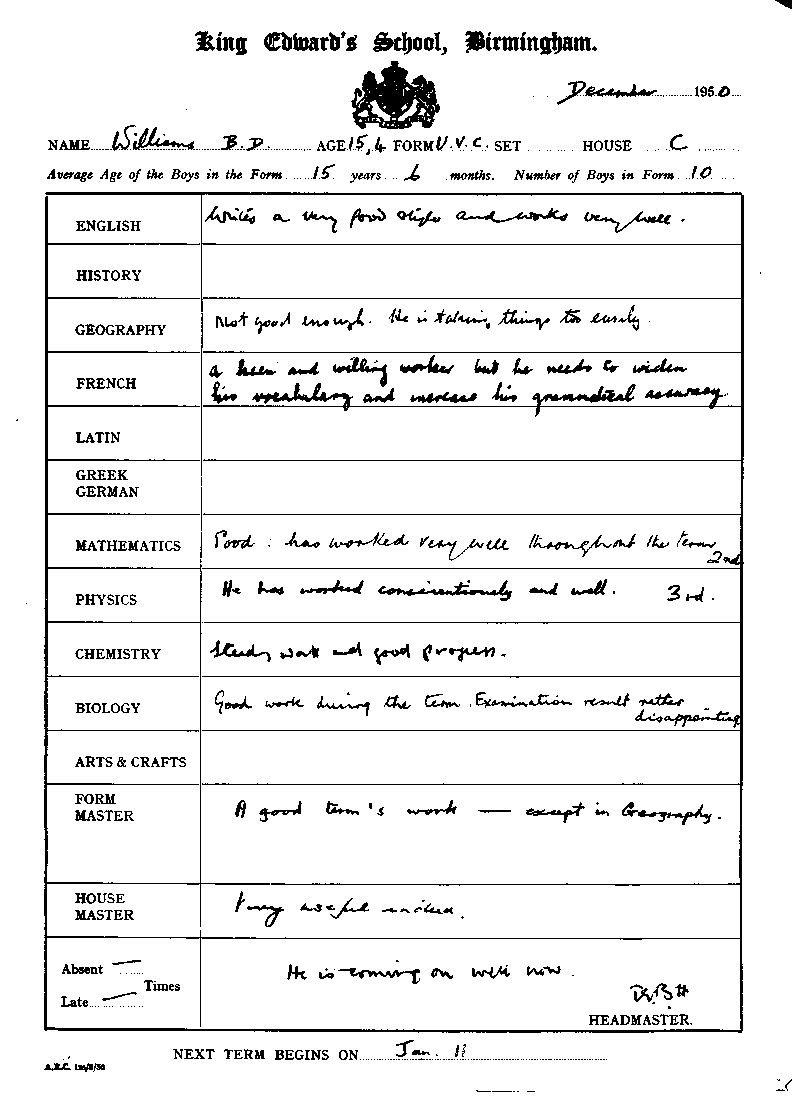 King Edward's School, Birmingham.
December 1950
NAME Williams B.D. AGE 15,4 FORM U.V.C. SET HOUSE C
Average Age of the Boys in the Form 15 years 6 months. Number of Boys in Form 10
ENGLISH Writes a very good style and works very well.
HISTORY
GEOGRAPHY Not good enough. He is taking things too easily.
FRENCH A keen and willing worker but he needs to widen
his vocabulary and increase his grammatical accuracy
LATIN
GREEK
GERMAN
MATHEMATICS Good : has worked very well throughout the term
2nd
PHYSICS He has worked conscientiously and well. 3rd.
CHEMISTRY Steady work and good progress.
BIOLOGY Good work during the term. Examination result rather
disappointing
ARTS & CRAFTS
FORM
MASTER A good term's work — except in Geography.
HOUSE
MASTER Very useful indeed.
Absent — Times
Late —
He is coming on well now.
HEADMASTER.
NEXT TERM BEGINS ON Jan. 11